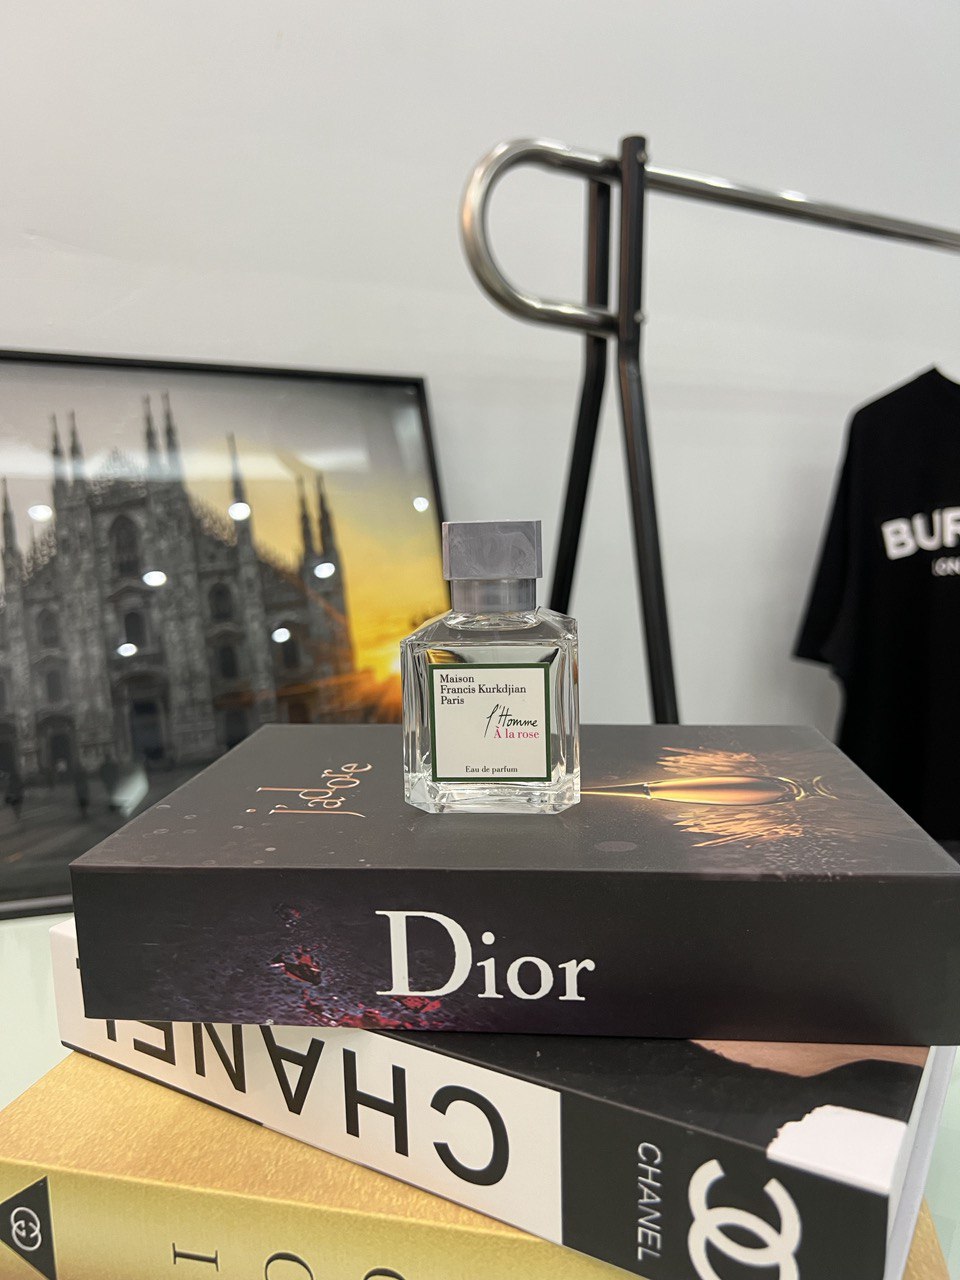 BUR
Maison
Francis Kurkdjian
Paris
l'Homme
À la rose
Eau de parfum
j'adore
Dior
CHANEL
CHANEL